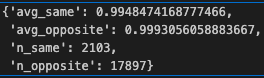 {'avg_same': 0.9948474168777466,
'avg_opposite': 0.9993056058883667,
'n_same': 2103,
'n_opposite': 17897}